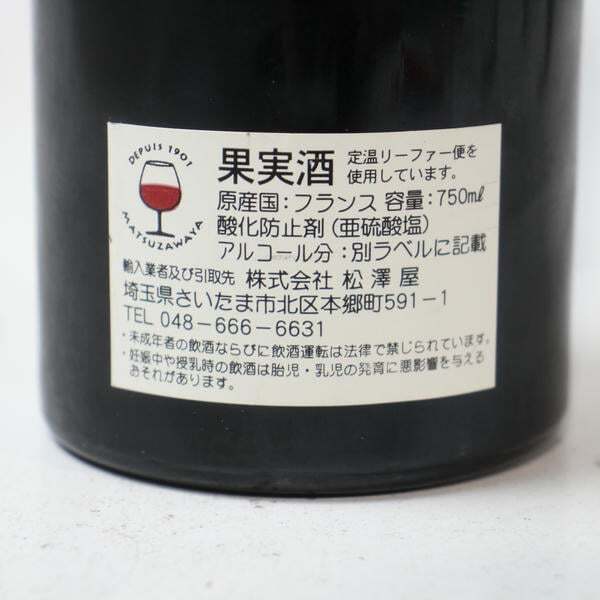 DEPUIS 1901
MATSUZAWAYA
果実酒 定温リーファー便を
使用しています。
原産国：フランス 容量：750ml
酸化防止剤（亜硫酸塩）
アルコール分：別ラベルに記載
輸入業者及び引取先 株式会社 松澤屋
埼玉県さいたま市北区本郷町591-1
TEL 048-666-6631
・未成年者の飲酒ならびに飲酒運転は法律で禁じられています。
・妊娠中や授乳時の飲酒は胎児・乳児の発育に悪影響を与える
おそれがあります。